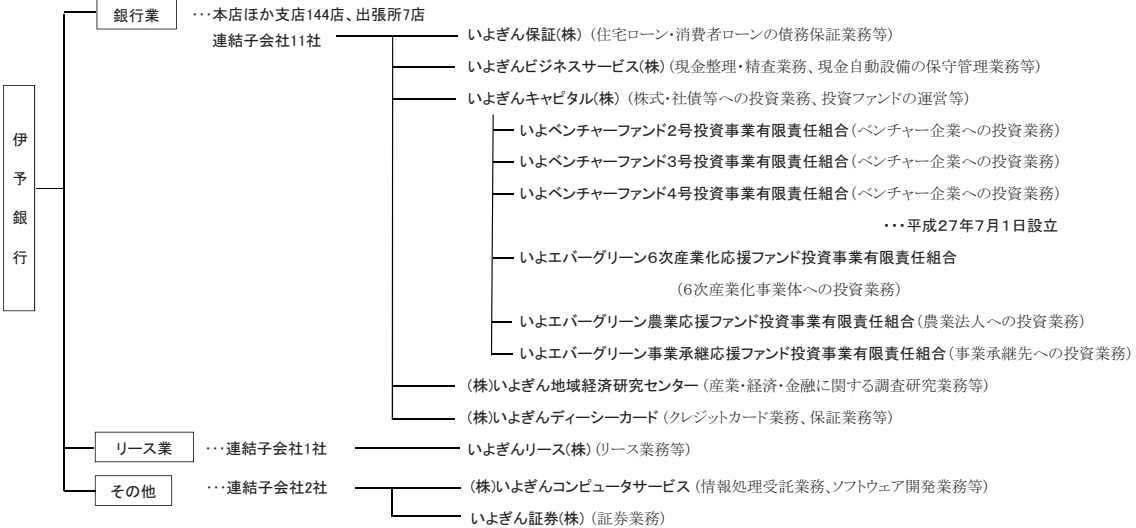 銀行業 ･･･本店ほか支店144店、出張所7店
連結子会社11社
いよぎん保証(株) (住宅ローン・消費者ローンの債務保証業務等)
いよぎんビジネスサービス(株) (現金整理・精査業務、現金自動設備の保守管理業務等)
いよぎんキャピタル(株) (株式・社債等への投資業務、投資ファンドの運営等)
伊予銀行
いよベンチャーファンド2号投資事業有限責任組合(ベンチャー企業への投資業務)
いよベンチャーファンド3号投資事業有限責任組合(ベンチャー企業への投資業務)
いよベンチャーファンド4号投資事業有限責任組合(ベンチャー企業への投資業務)
･･･平成27年7月1日設立
いよエバーグリーン6次産業化応援ファンド投資事業有限責任組合
(6次産業化事業体への投資業務)
いよエバーグリーン農業応援ファンド投資事業有限責任組合(農業法人への投資業務)
いよエバーグリーン事業承継応援ファンド投資事業有限責任組合(事業承継先への投資業務)
(株)いよぎん地域経済研究センター (産業・経済・金融に関する調査研究業務等)
(株)いよぎんディーシーカード (クレジットカード業務、保証業務等)
リース業 ･･･連結子会社1社 いよぎんリース(株) (リース業務等)
その他 ･･･連結子会社2社 (株)いよぎんコンピュータサービス (情報処理受託業務、ソフトウェア開発業務等)
いよぎん証券(株) (証券業務)